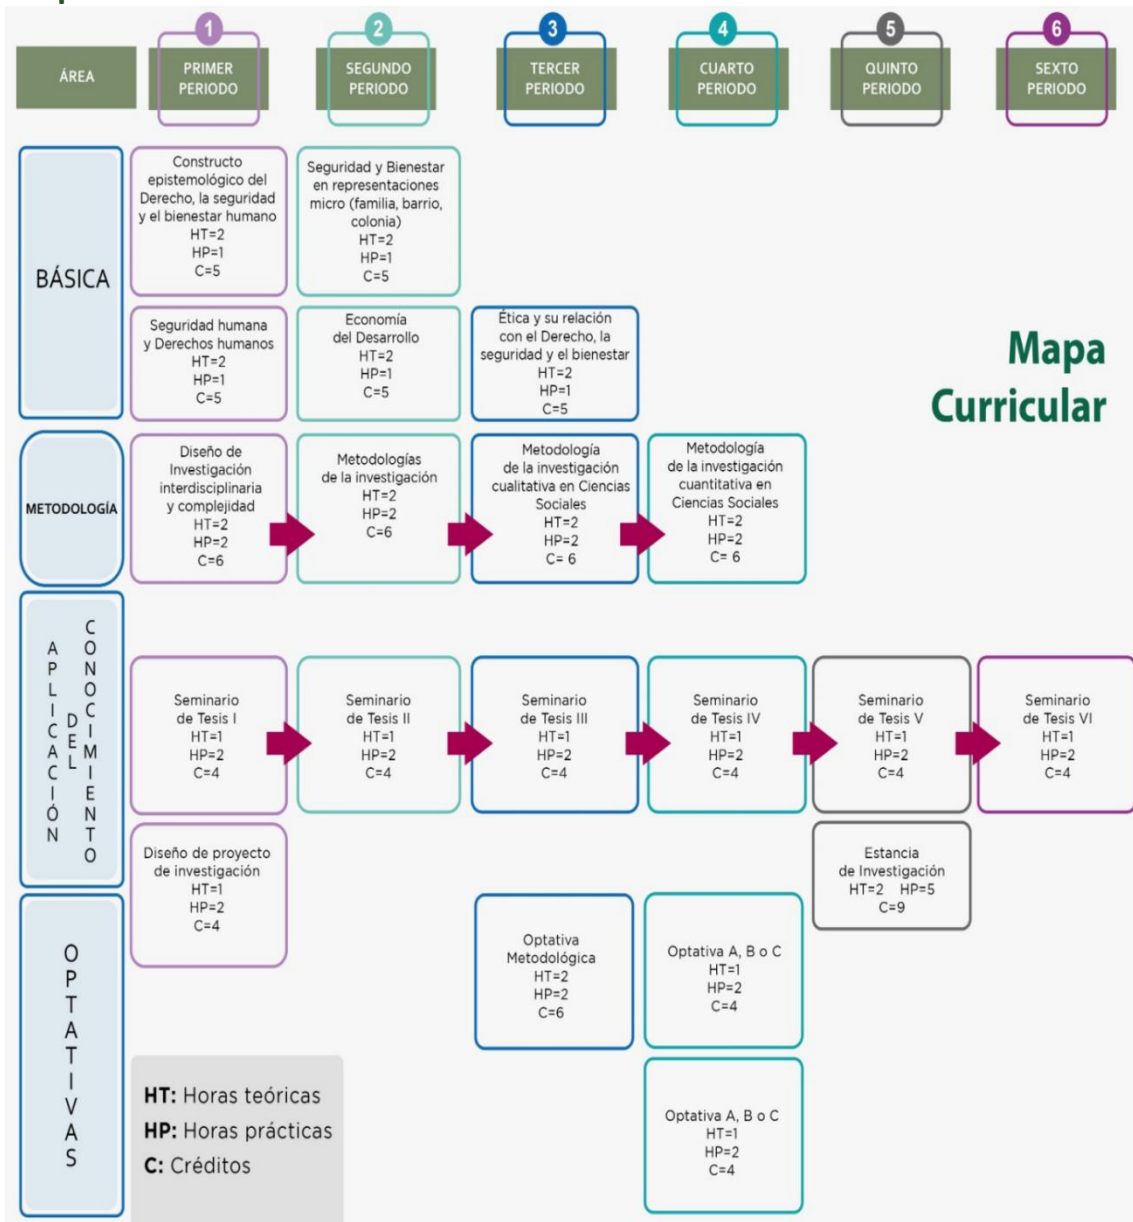 ÁREA
1
PRIMER
PERIODO
2
SEGUNDO
PERIODO
3
TERCER
PERIODO
4
CUARTO
PERIODO
5
QUINTO
PERIODO
6
SEXTO
PERIODO
BÁSICA
Constructo
epistemológico del
Derecho, la seguridad
y el bienestar humano
HT=2
HP=1
C=5
Seguridad y Bienestar
en representaciones
micro (familia, barrio,
colonia)
HT=2
HP=1
C=5
Seguridad humana
y Derechos humanos
HT=2
HP=1
C=5
Economía
del Desarrollo
HT=2
HP=1
C=5
Ética y su relación
con el Derecho, la
seguridad y el bienestar
HT=2
HP=1
C=5
Mapa
Curricular
METODOLOGÍA
Diseño de
Investigación
interdisciplinaria
y complejidad
HT=2
HP=2
C=6
Metodologías
de la investigación
HT=2
HP=2
C=6
Metodología
de la investigación
cualitativa en Ciencias
Sociales
HT=2
HP=2
C= 6
Metodología
de la investigación
cuantitativa en
Ciencias Sociales
HT=2
HP=2
C= 6
APLICACIÓN
DEL
CONOCIMIENTO
Seminario
de Tesis I
HT=1
HP=2
C=4
Seminario
de Tesis II
HT=1
HP=2
C=4
Seminario
de Tesis III
HT=1
HP=2
C=4
Seminario
de Tesis IV
HT=1
HP=2
C=4
Seminario
de Tesis V
HT=1
HP=2
C=4
Seminario
de Tesis VI
HT=1
HP=2
C=4
Diseño de proyecto
de investigación
HT=1
HP=2
C=4
Estancia
de Investigación
HT=2 HP=5
C=9
OPTATIVAS
Optativa
Metodológica
HT=2
HP=2
C=6
Optativa A, B o C
HT=1
HP=2
C=4
Optativa A, B o C
HT=1
HP=2
C=4
HT: Horas teóricas
HP: Horas prácticas
C: Créditos